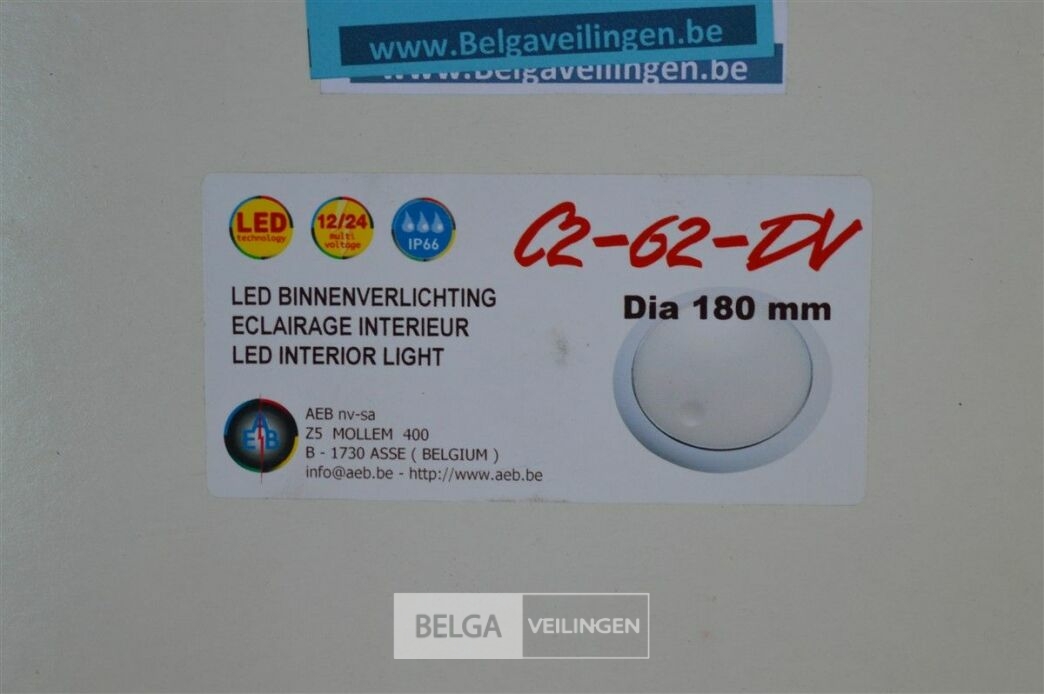 www.Belgaveilingen.be
www.Belgaveilingen.be
LED
technology
12/24
multi
voltage
IP66
C2-62-DV
LED BINNENVERLICHTING
ECLAIRAGE INTERIEUR
LED INTERIOR LIGHT
Dia 180 mm
AEB
AEB nv-sa
Z5 MOLLEM 400
B - 1730 ASSE ( BELGIUM )
info@aeb.be - http://www.aeb.be
BELGA VEILINGEN